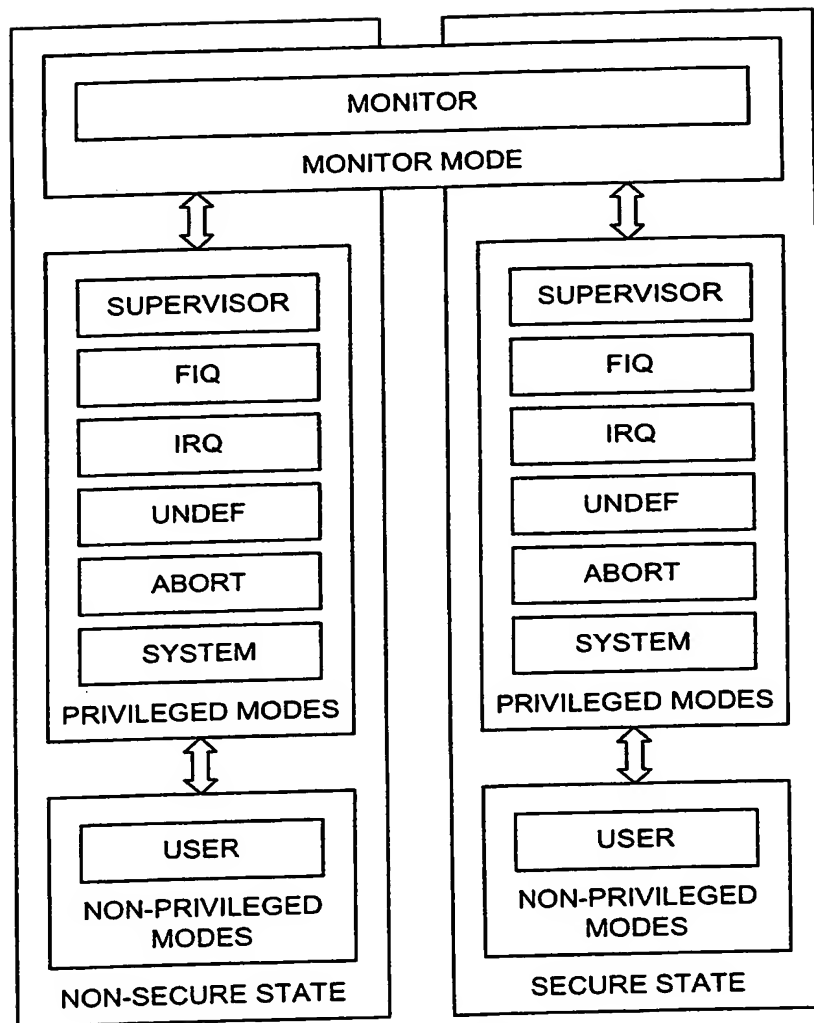 MONITOR
MONITOR MODE
SUPERVISOR
FIQ
IRQ
UNDEF
ABORT
SYSTEM
PRIVILEGED MODES
USER
NON-PRIVILEGED
MODES
NON-SECURE STATE
SUPERVISOR
FIQ
IRQ
UNDEF
ABORT
SYSTEM
PRIVILEGED MODES
USER
NON-PRIVILEGED
MODES
SECURE STATE